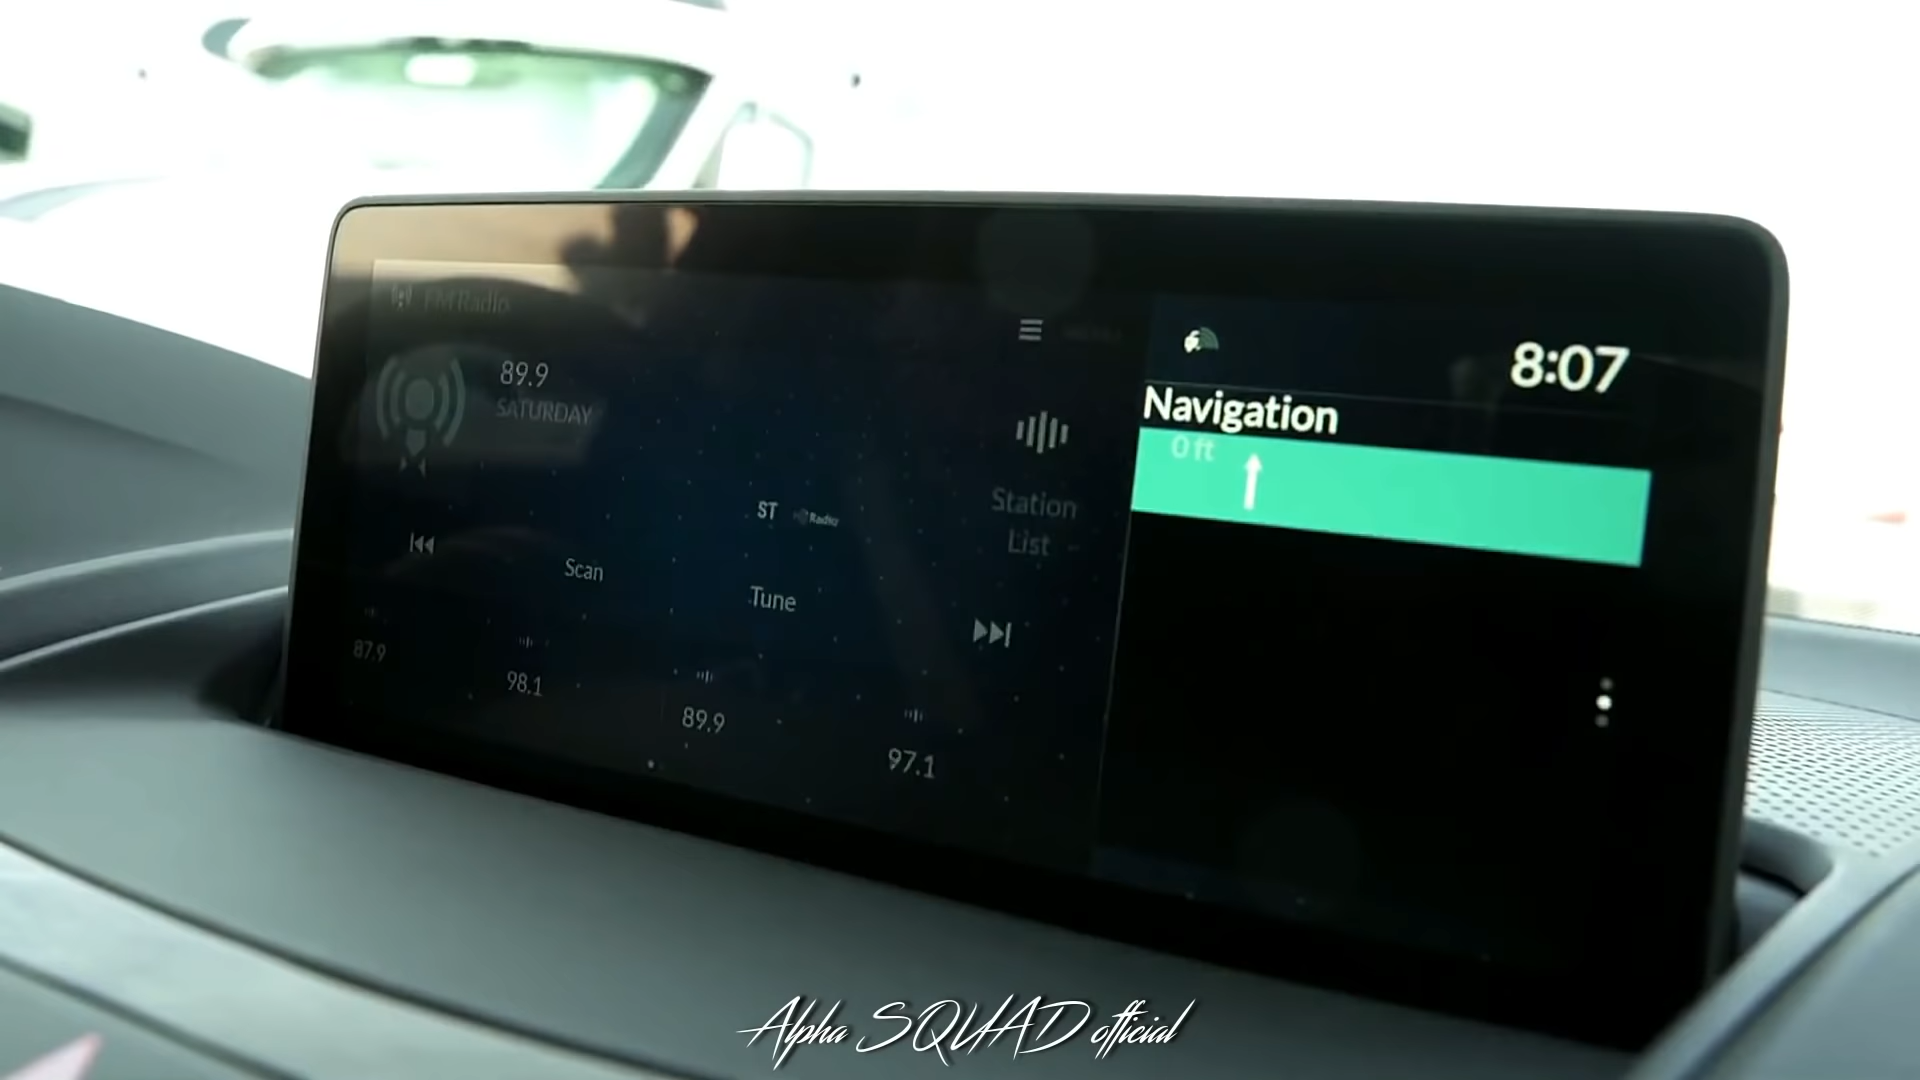 FM Radio
89.9
SATURDAY
8:07
Navigation
0 ft
Station
List
ST
Radio
Scan
Tune
87.9
98.1
89.9
97.1
Alpha SQUAD official